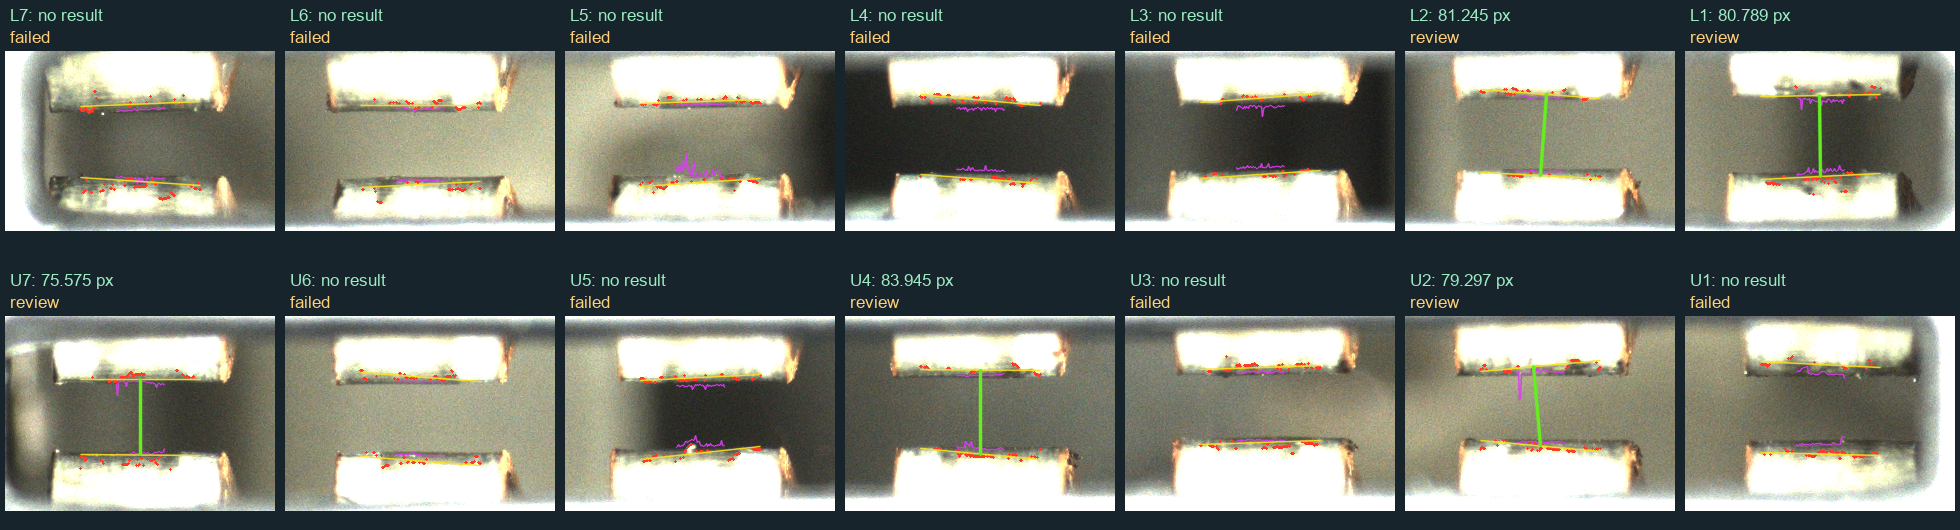 L7: no result
failed
L6: no result
failed
L5: no result
failed
L4: no result
failed
L3: no result
failed
L2: 81.245 px
review
L1: 80.789 px
review
U7: 75.575 px
review
U6: no result
failed
U5: no result
failed
U4: 83.945 px
review
U3: no result
failed
U2: 79.297 px
review
U1: no result
failed